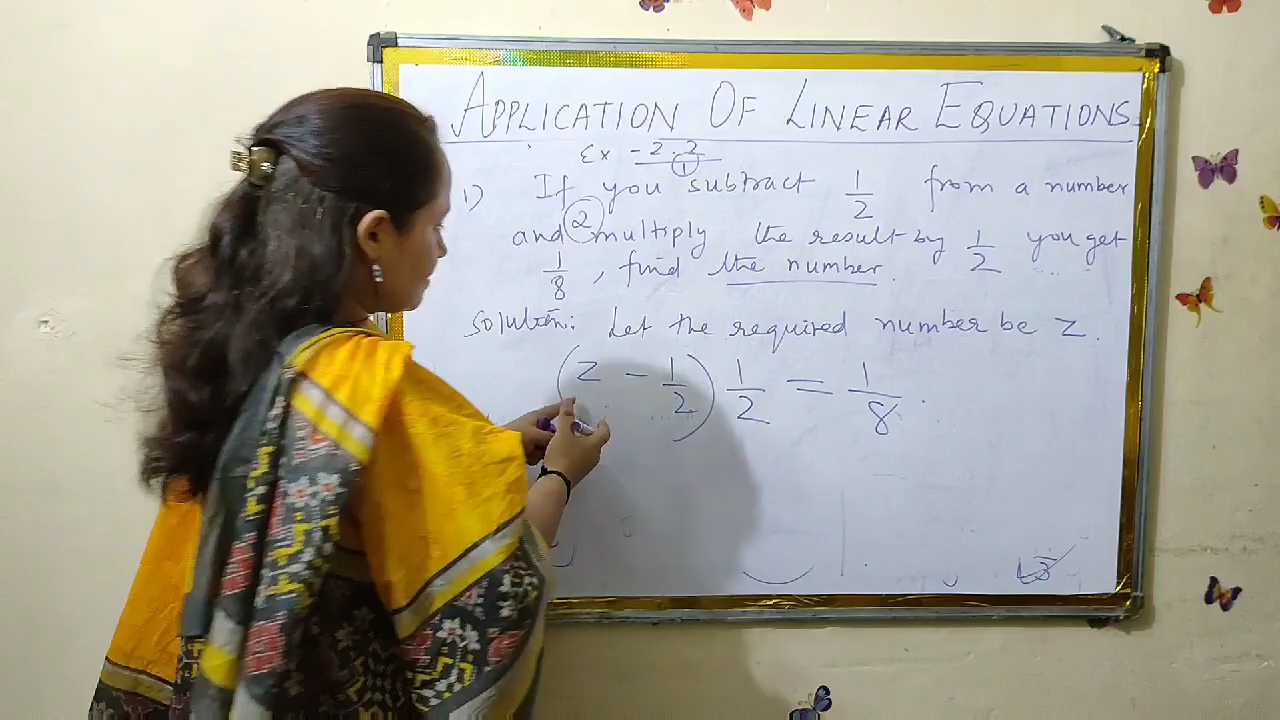 APPLICATION OF LINEAR EQUATIONS.
Ex - 2.2
1
1) If you subtract 1/2 from a number
and 2 multiply the result by 1/2 you get
1/8, find the number.
Solution: Let the required number be z.
(z - 1/2) 1/2 = 1/8.